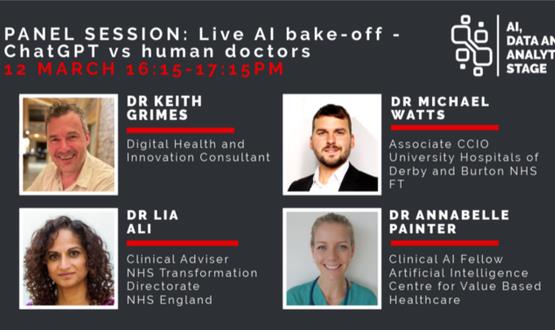 PANEL SESSION: Live AI bake-off -
ChatGPT vs human doctors
12 MARCH 16:15-17:15PM
AI,
DATA AN
ANALYT
STAGE
DR KEITH
GRIMES
Digital Health and
Innovation Consultant
DR MICHAEL
WATTS
Associate CCIO
University Hospitals of
Derby and Burton NHS
FT
DR LIA
ALI
Clinical Adviser
NHS Transformation
Directorate
NHS England
DR ANNABELLE
PAINTER
Clinical AI Fellow
Artificial Intelligence
Centre for Value Based
Healthcare